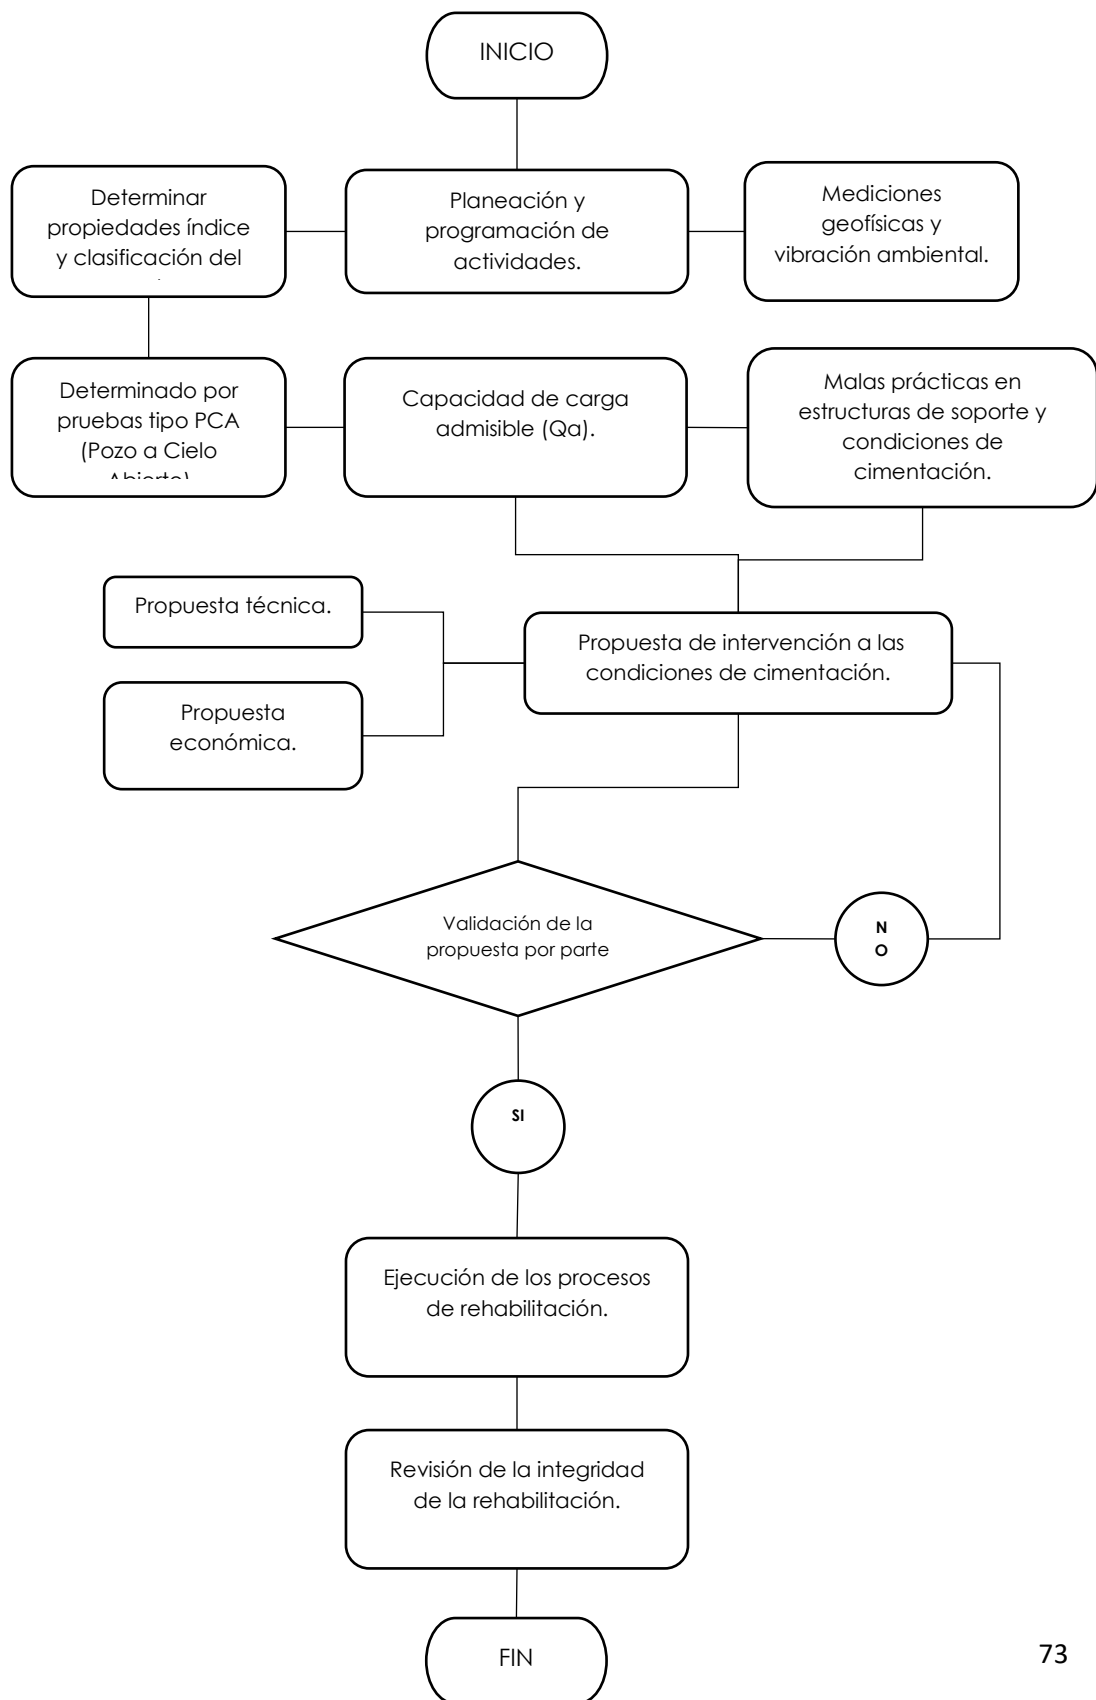 INICIO
Determinar
propiedades índice
y clasificación del
Planeación y
programación de
actividades.
Mediciones
geofísicas y
vibración ambiental.
Determinado por
pruebas tipo PCA
(Pozo a Cielo
Abierto)
Capacidad de carga
admisible (Qa).
Malas prácticas en
estructuras de soporte y
condiciones de
cimentación.
Propuesta técnica.
Propuesta
económica.
Propuesta de intervención a las
condiciones de cimentación.
Validación de la
propuesta por parte
N
O
SI
Ejecución de los procesos
de rehabilitación.
Revisión de la integridad
de la rehabilitación.
FIN
73